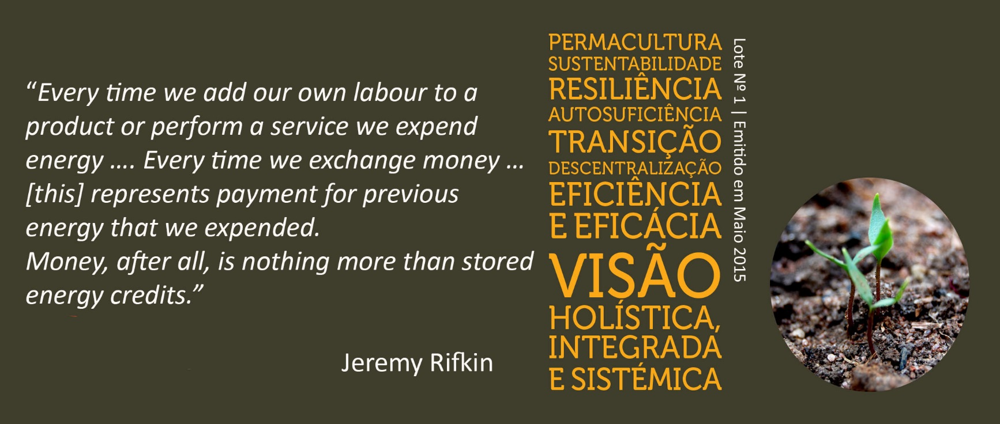 “Every time we add our own labour to a
product or perform a service we expend
energy .... Every time we exchange money ...
[this] represents payment for previous
energy that we expended.
Money, after all, is nothing more than stored
energy credits.”
Jeremy Rifkin
PERMACULTURA
SUSTENTABILIDADE
RESILIÊNCIA
AUTOSUFICIÊNCIA
TRANSIÇÃO
DESCENTRALIZAÇÃO
EFICIÊNCIA
E EFICÁCIA
VISÃO
HOLÍSTICA,
INTEGRADA
E SISTÉMICA
Lote Nº 1 | Emitido em Maio 2015